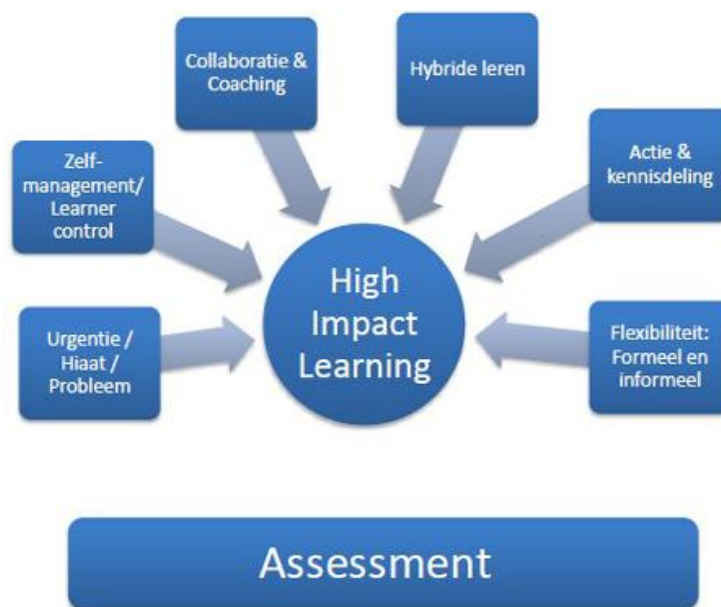 Collaboratie &
Coaching
Hybride leren
Zelf-
management/
Learner
control
Actie &
kennisdeling
High
Impact
Learning
Urgentie /
Hiaat /
Probleem
Flexibiliteit:
Formeel en
informeel
Assessment